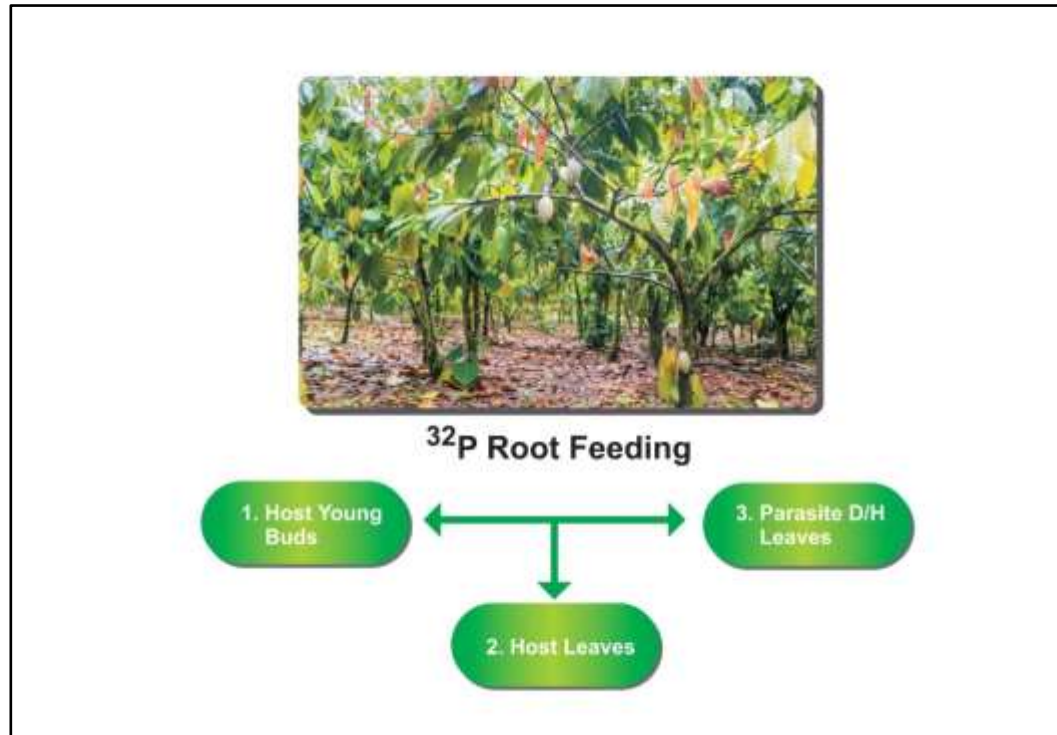 ³²P Root Feeding
1. Host Young
Buds
3. Parasite D/H
Leaves
2. Host Leaves